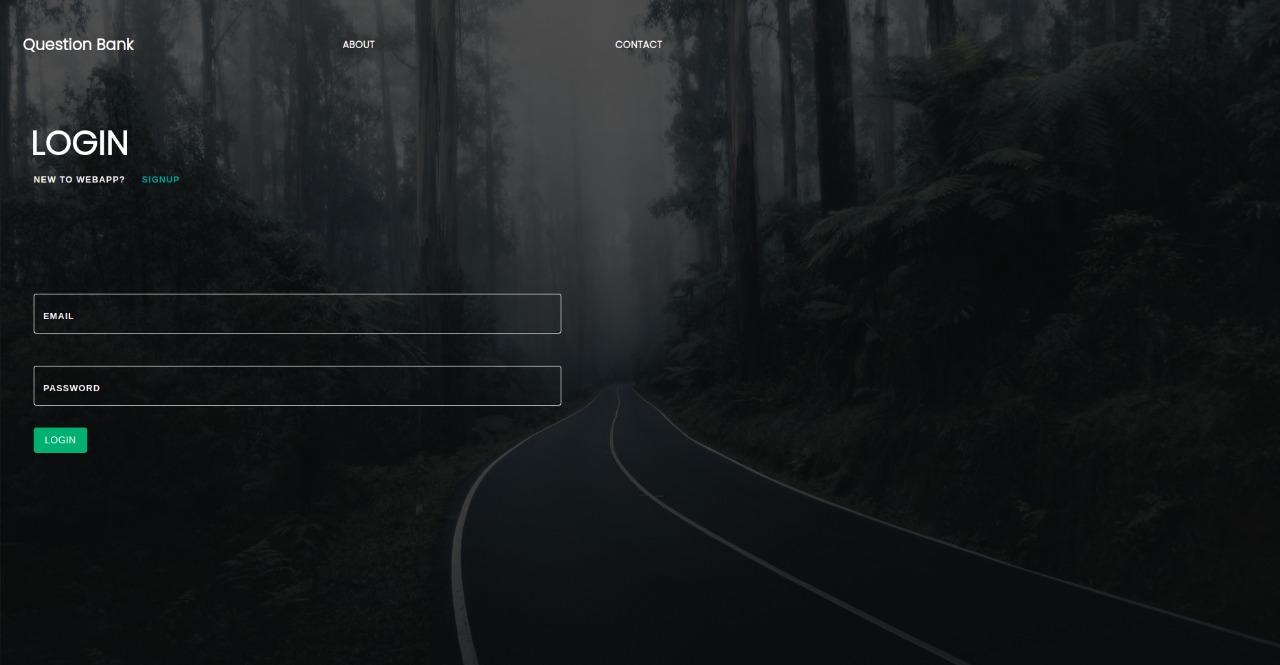 Question Bank ABOUT CONTACT
LOGIN
NEW TO WEBAPP? SIGNUP
EMAIL
PASSWORD
LOGIN